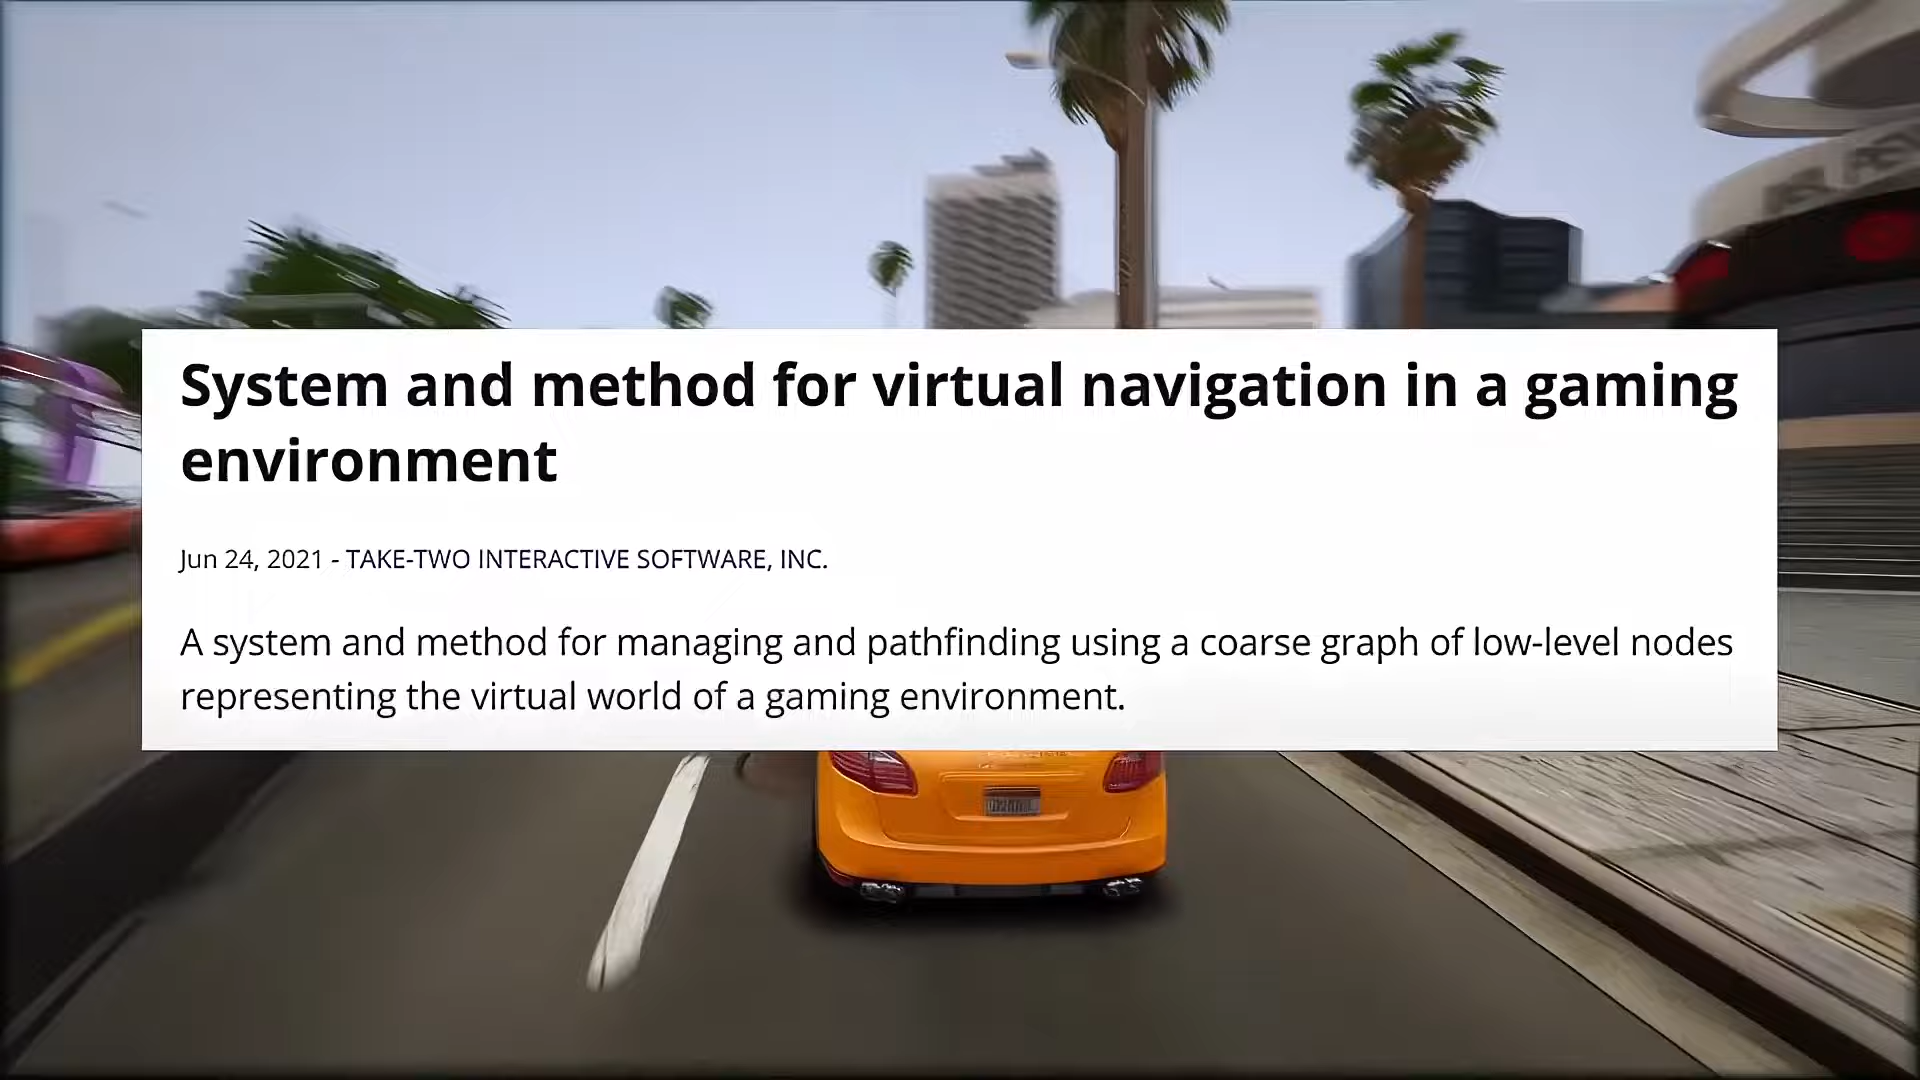 System and method for virtual navigation in a gaming
environment
Jun 24, 2021 - TAKE-TWO INTERACTIVE SOFTWARE, INC.
A system and method for managing and pathfinding using a coarse graph of low-level nodes
representing the virtual world of a gaming environment.